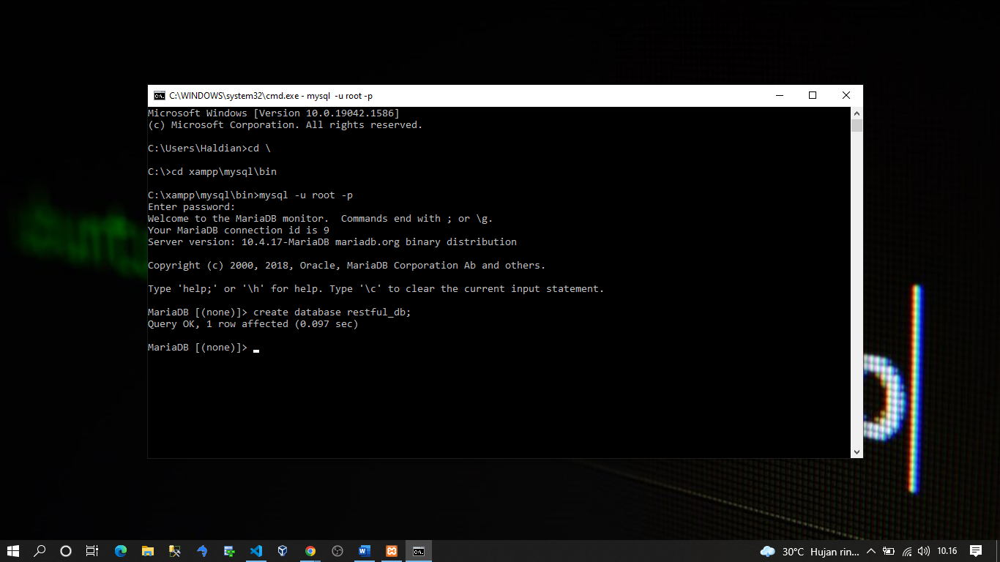 C:\WINDOWS\system32\cmd.exe - mysql  -u root -p
Microsoft Windows [Version 10.0.19042.1586]
(c) Microsoft Corporation. All rights reserved.
C:\Users\Haldian>cd \
C:\>cd xampp\mysql\bin
C:\xampp\mysql\bin>mysql -u root -p
Enter password:
Welcome to the MariaDB monitor.  Commands end with ; or \g.
Your MariaDB connection id is 9
Server version: 10.4.17-MariaDB mariadb.org binary distribution
Copyright (c) 2000, 2018, Oracle, MariaDB Corporation Ab and others.
Type 'help;' or '\h' for help. Type '\c' to clear the current input statement.
MariaDB [(none)]> create database restful_db;
Query OK, 1 row affected (0.097 sec)
MariaDB [(none)]>
30°C Hujan rin... 10.16